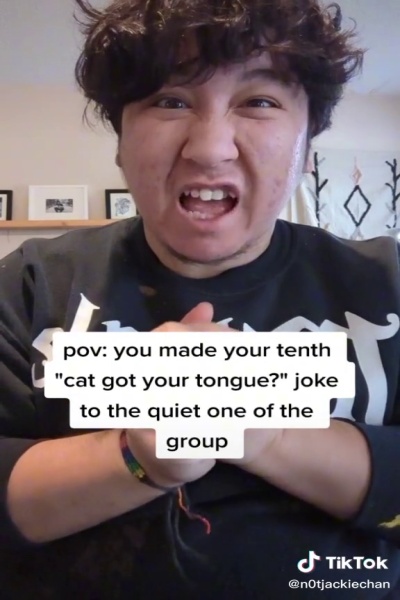 pov: you made your tenth
"cat got your tongue?" joke
to the quiet one of the
group
TikTok
@n0tjackiechan